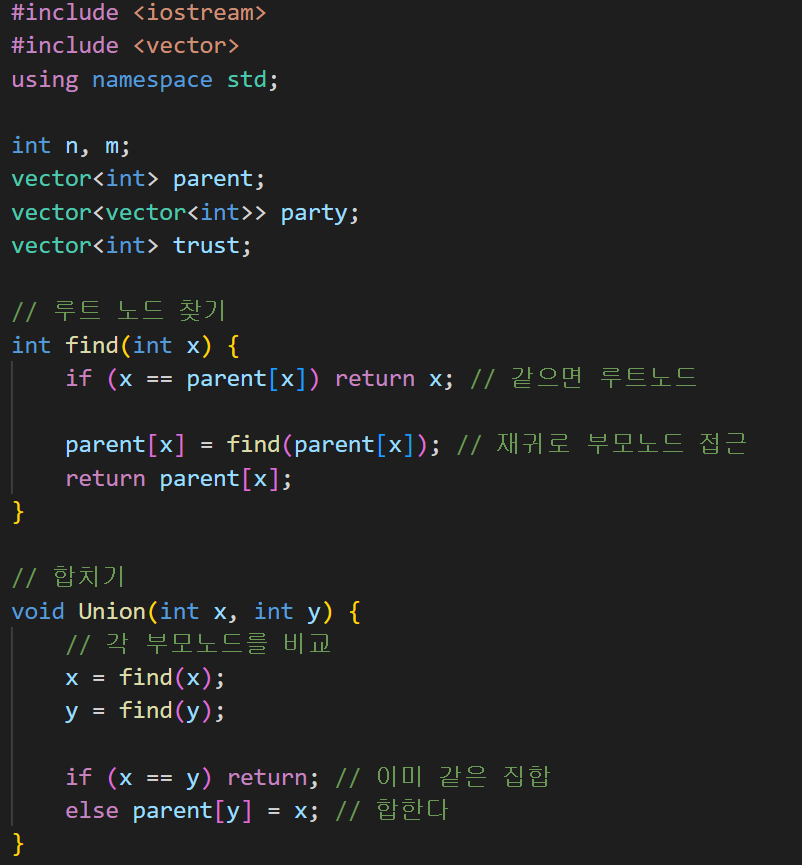 #include <iostream>
#include <vector>
using namespace std;
int n, m;
vector<int> parent;
vector<vector<int>> party;
vector<int> trust;
// 루트 노드 찾기
int find(int x) {
if (x == parent[x]) return x; // 같으면 루트노드
parent[x] = find(parent[x]); // 재귀로 부모노드 접근
return parent[x];
}
// 합치기
void Union(int x, int y) {
// 각 부모노드를 비교
x = find(x);
y = find(y);
if (x == y) return; // 이미 같은 집합
else parent[y] = x; // 합한다
}